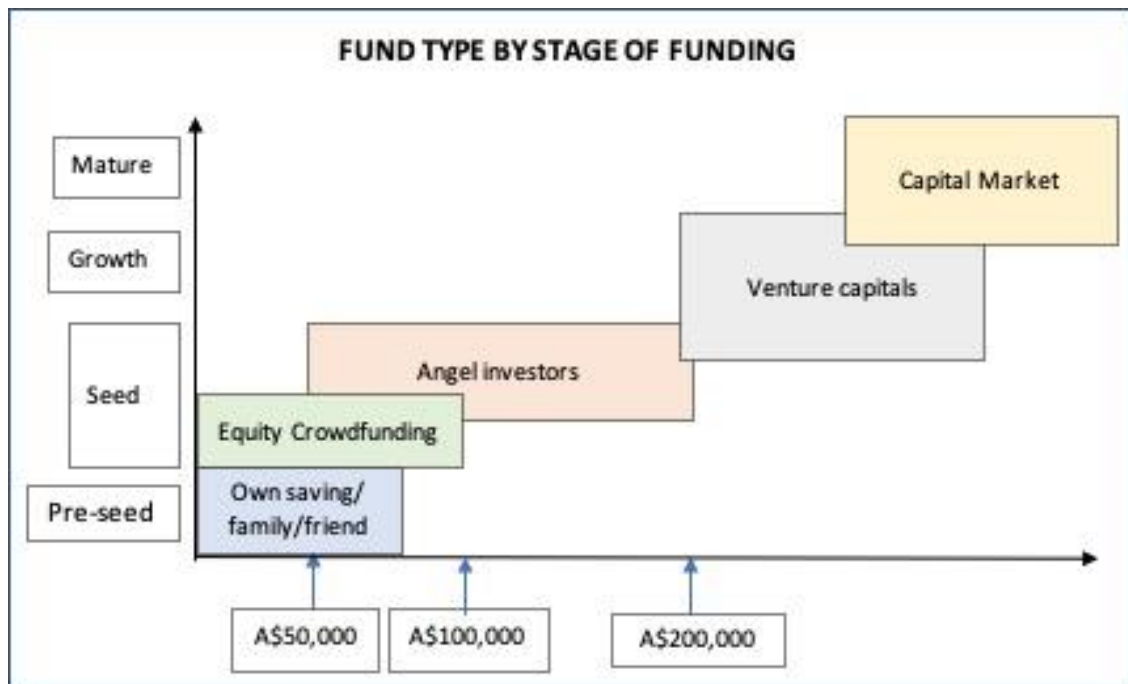 FUND TYPE BY STAGE OF FUNDING
Mature
Capital Market
Growth
Venture capitals
Seed
Angel investors
Equity Crowdfunding
Pre-seed
Own saving/
family/friend
A$50,000
A$100,000
A$200,000